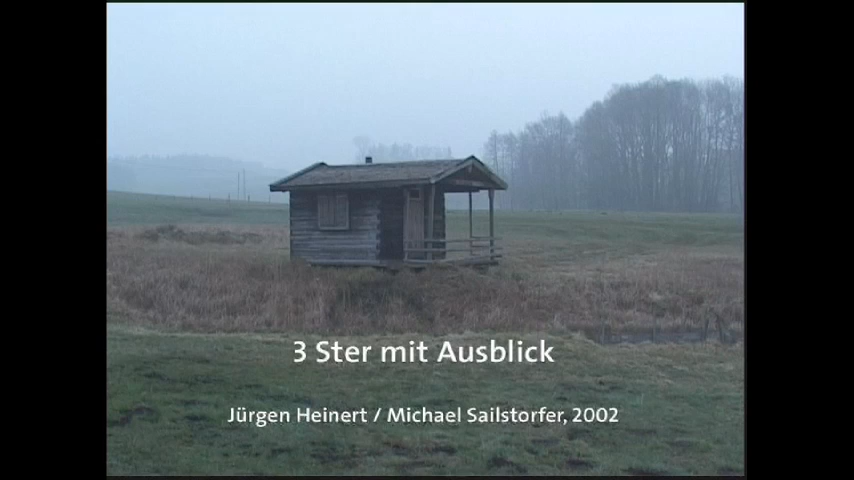 3 Ster mit Ausblick
Jürgen Heinert / Michael Sailstorfer, 2002